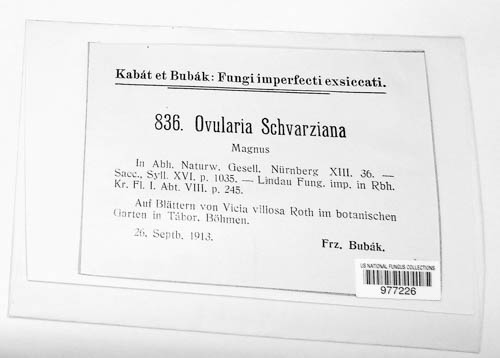 Kabát et Bubák: Fungi imperfecti exsiccati.
836. Ovularia Schvarziana
Magnus
In Abh. Naturw. Gesell. Nürnberg XIII. 36. —
Sacc., Syll. XVI. p. 1035. — Lindau Fung. imp. in Rbh.
Kr. Fl. I. Abt. VIII. p. 245.
Auf Blättern von Vicia villosa Roth im botanischen
Garten in Tábor, Böhmen.
26. Septb. 1913.
Frz. Bubák.
US NATIONAL FUNGUS COLLECTIONS
977226